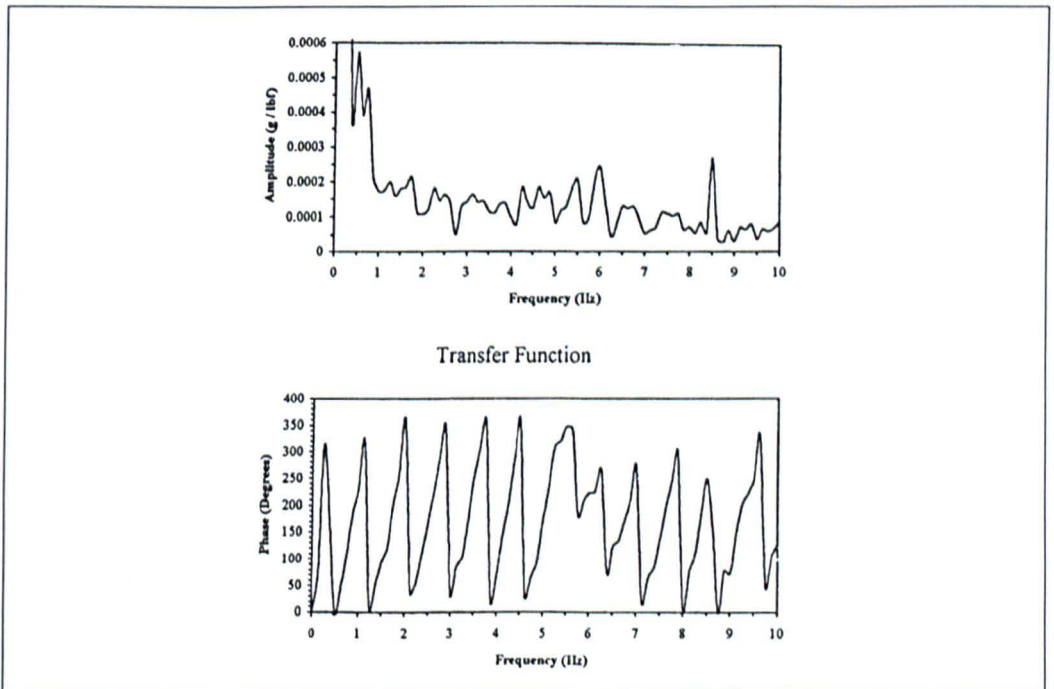 0.0006
0.0005
0.0004
0.0003
0.0002
0.0001
0
Amplitude (g / lbf)
0 1 2 3 4 5 6 7 8 9 10
Frequency (Hz)
Transfer Function
400
350
300
250
200
150
100
50
0
Phase (Degrees)
0 1 2 3 4 5 6 7 8 9 10
Frequency (Hz)